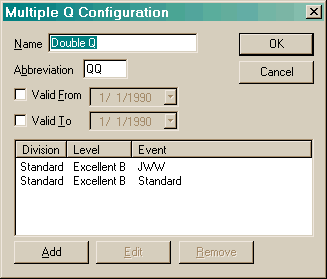 Multiple Q Configuration
Name Double Q OK
Abbreviation QQ Cancel
Valid From 1/ 1/1990
Valid To 1/ 1/1990
Division Level Event
Standard Excellent B JWW
Standard Excellent B Standard
Add Edit Remove